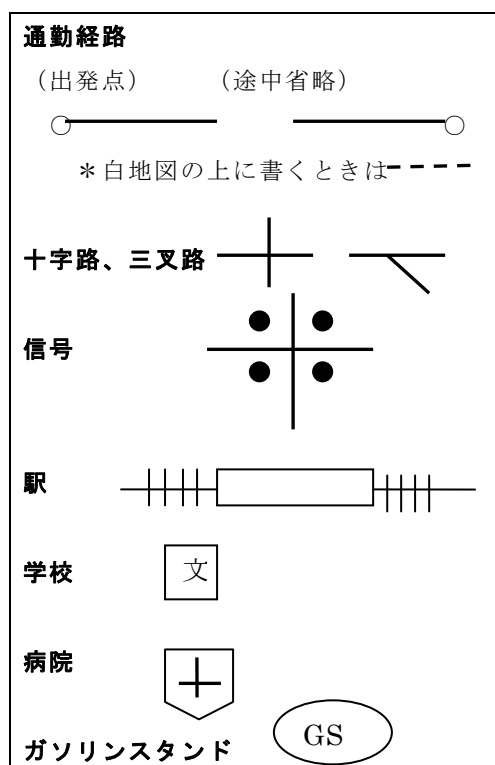 通勤経路
（出発点）　（途中省略）
＊白地図の上に書くときは
十字路、三叉路
信号
駅
学校　文
病院
ガソリンスタンド　GS